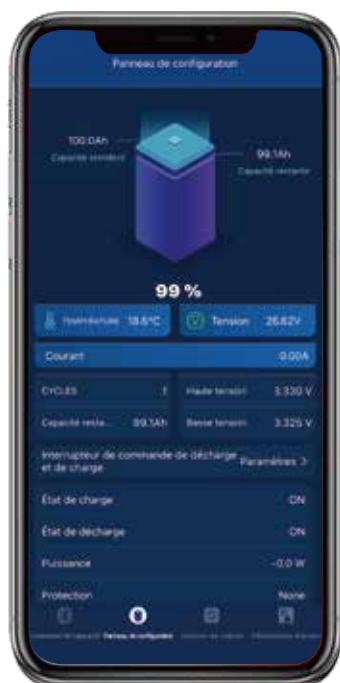 Panneau de configuration
100.0Ah
Capacité standard
99.1Ah
Capacité restante
99 %
TEMPÉRATURE 18.6°C
Tension 26.62V
Courant 0.00A
CYCLES 1
Haute tension 3.330 V
Capacité resta... 99.1Ah
Basse tension 3.325 V
Interrupteur de commande de décharge
et de charge
Paramètres >
État de charge ON
État de décharge ON
Puissance -0.0 W
Protection None
Panneau de configuration